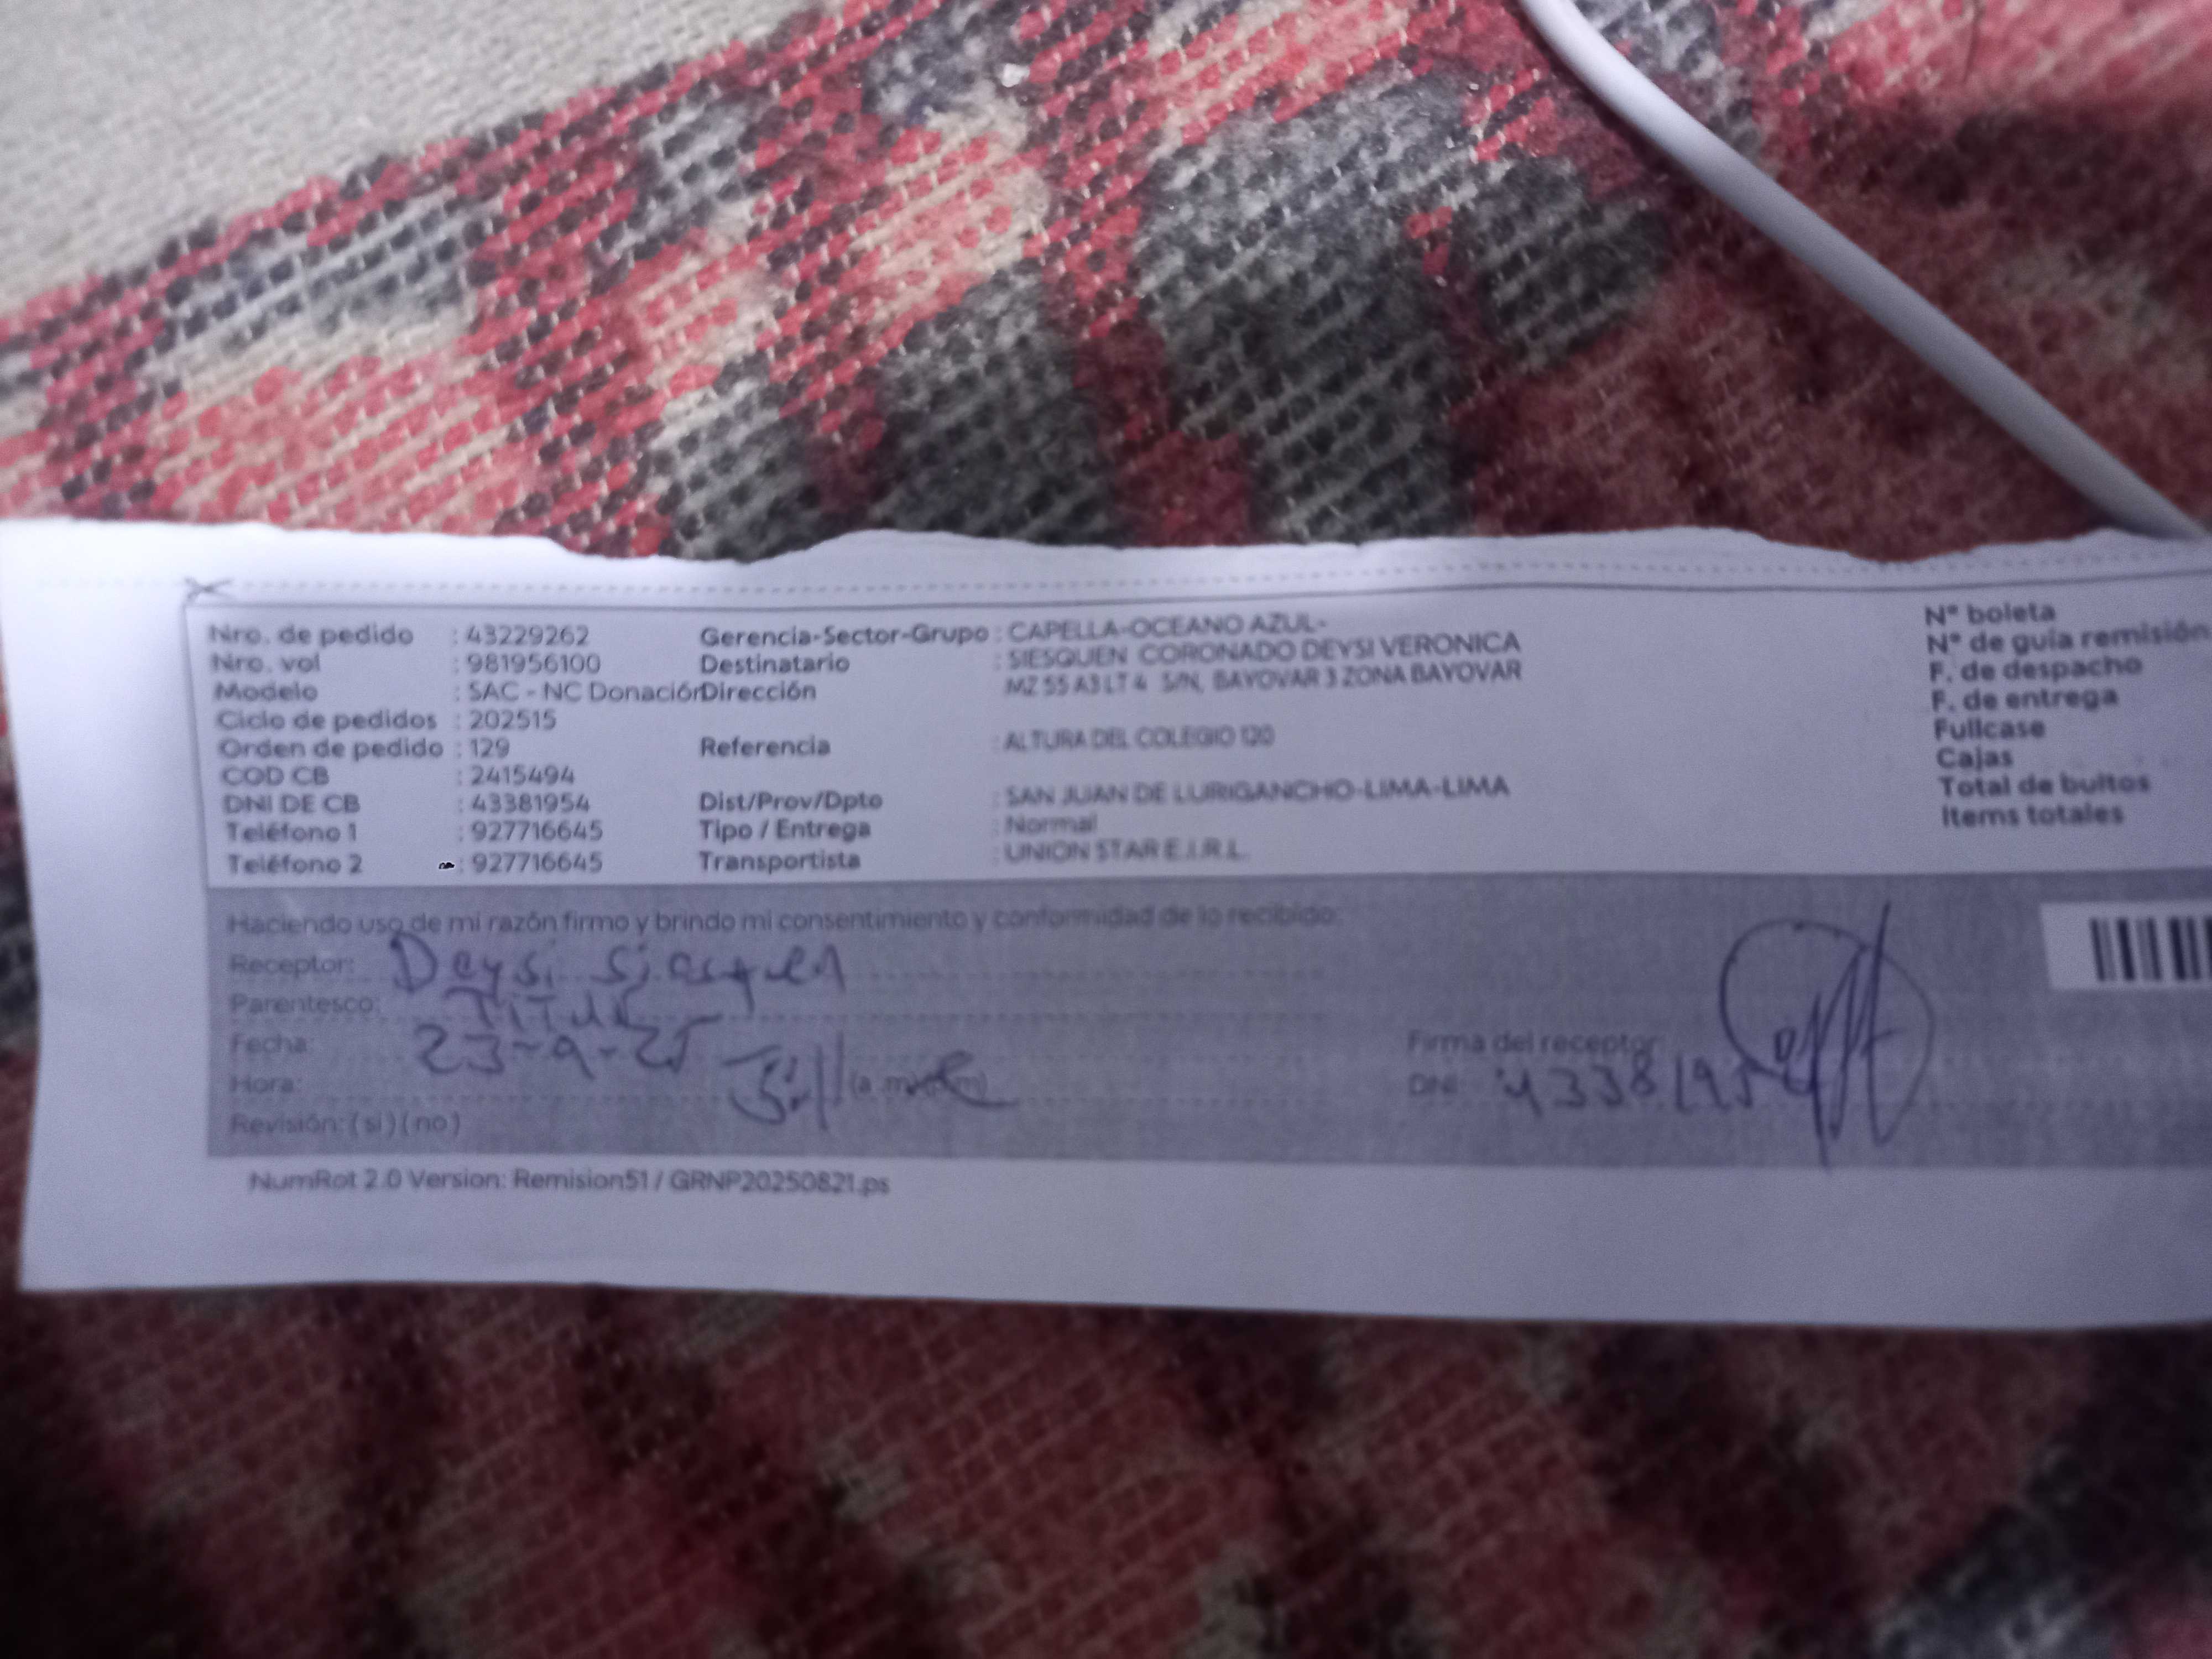 Nro. de pedido : 43229262 Gerencia-Sector-Grupo : CAPELLA-OCEANO AZUL- N° boleta
Nro. vol : 981956100 Destinatario : SIESQUEN CORONADO DEYSI VERONICA N° de guía remisión
Modelo : SAC - NC Donación Dirección MZ 55 A3 LT 4 S/N, BAYOVAR 3 ZONA BAYOVAR F. de despacho
Ciclo de pedidos : 202515 F. de entrega
Orden de pedido : 129 Referencia : ALTURA DEL COLEGIO 120 Fullcase
COD CB : 2415494 Cajas
DNI DE CB : 43381954 Dist/Prov/Dpto : SAN JUAN DE LURIGANCHO-LIMA-LIMA Total de bultos
Teléfono 1 : 927716645 Tipo / Entrega : Normal Items totales
Teléfono 2 : 927716645 Transportista : UNION STAR E.I.R.L.
Haciendo uso de mi razón firmo y brindo mi consentimiento y conformidad de lo recibido:
Receptor: Deysi Siesquen
Parentesco:
Fecha: 23-9-25 Firma del receptor:
Hora: (a.m) DNI:
Revisión: (si) (no)
NumRot 2.0 Version: Remision51 / GRNP20250821.ps